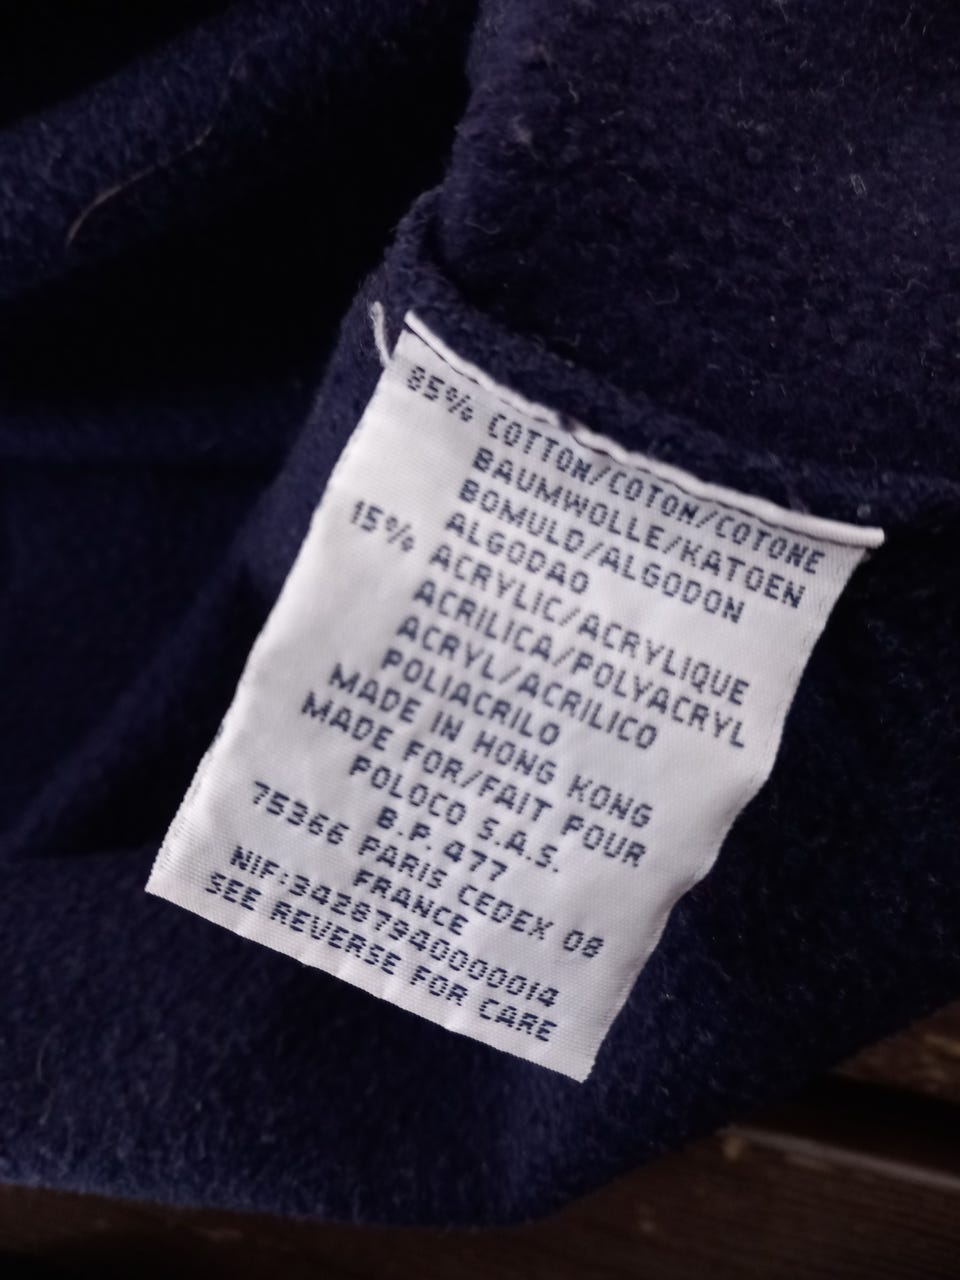 85% COTTON/COTON/COTONE
BAUMWOLLE/KATOEN
BOMULD/ALGODON
ALGODAO
15% ACRYLIC/ACRYLIQUE
ACRILICA/POLYACRYL
ACRYL/ACRILICO
POLIACRILO
MADE IN HONG KONG
MADE FOR/FAIT POUR
POLOCO S.A.S.
B.P. 477
75366 PARIS CEDEX 08
FRANCE
NIF:34287940000014
SEE REVERSE FOR CARE